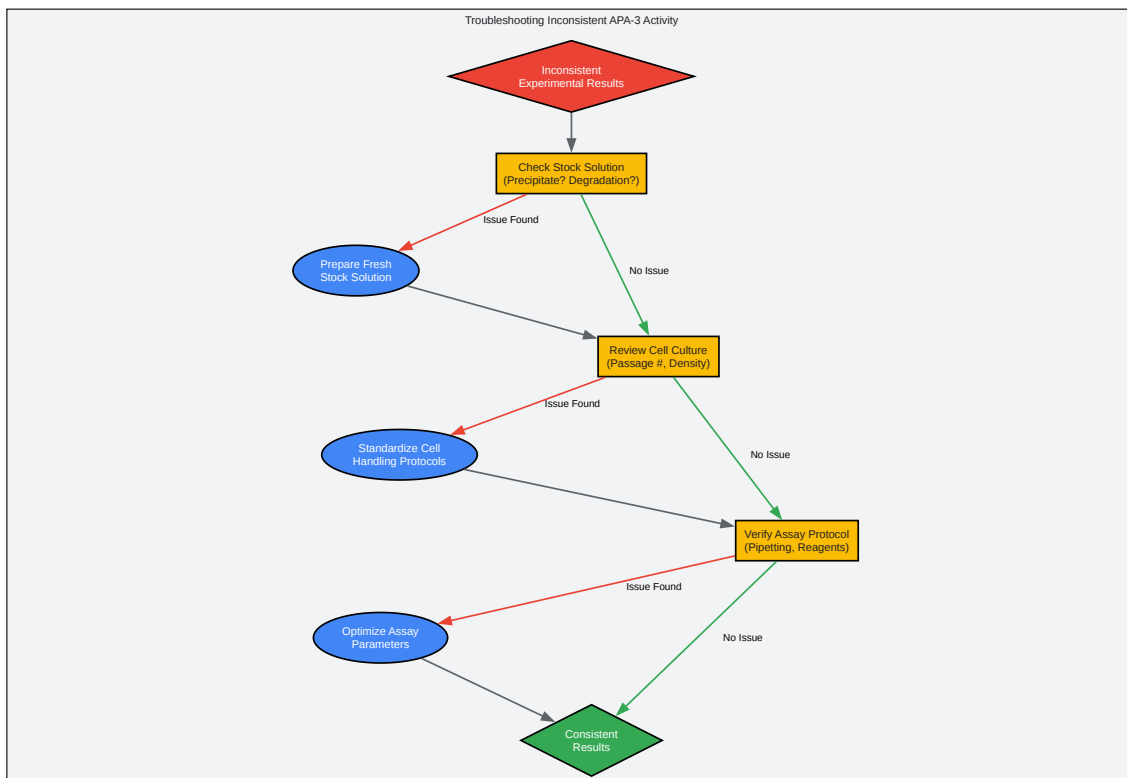 Troubleshooting Inconsistent APA-3 Activity
Inconsistent
Experimental Results
Check Stock Solution
(Precipitate? Degradation?)
Issue Found
Prepare Fresh
Stock Solution
No Issue
Review Cell Culture
(Passage #, Density)
Issue Found
Standardize Cell
Handling Protocols
No Issue
Verify Assay Protocol
(Pipetting, Reagents)
Issue Found
Optimize Assay
Parameters
No Issue
Consistent
Results